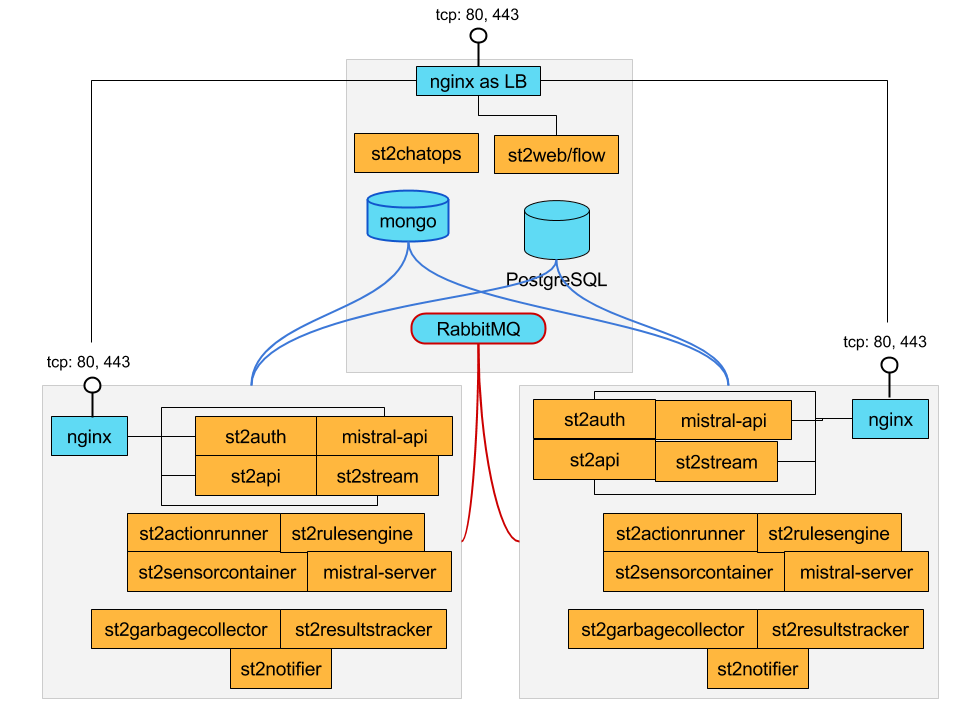 tcp: 80, 443
nginx as LB
st2chatops
st2web/flow
mongo
PostgreSQL
RabbitMQ
tcp: 80, 443
nginx
st2auth
mistral-api
st2api
st2stream
st2actionrunner
st2rulesengine
st2sensorcontainer
mistral-server
st2garbagecollector
st2resultstracker
st2notifier
tcp: 80, 443
st2auth
mistral-api
nginx
st2api
st2stream
st2actionrunner
st2rulesengine
st2sensorcontainer
mistral-server
st2garbagecollector
st2resultstracker
st2notifier